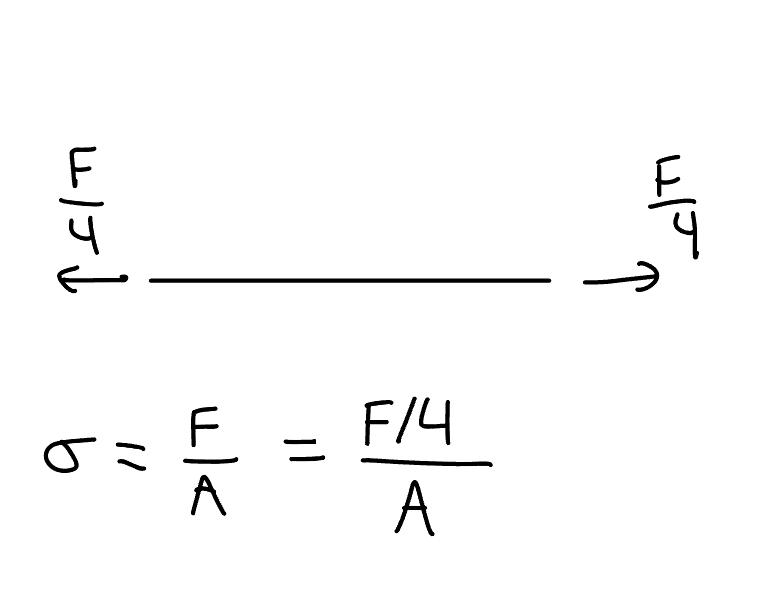 F/4 F/4
σ = F/A = F/4/A